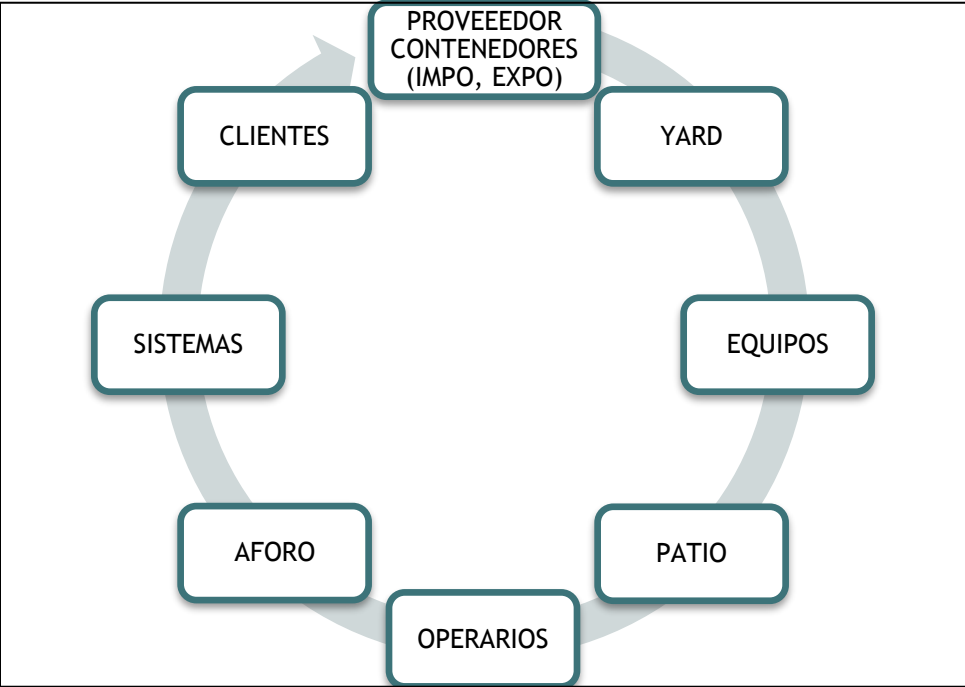 PROVEEEDOR
CONTENEDORES
(IMPO, EXPO)
YARD
EQUIPOS
PATIO
OPERARIOS
AFORO
SISTEMAS
CLIENTES